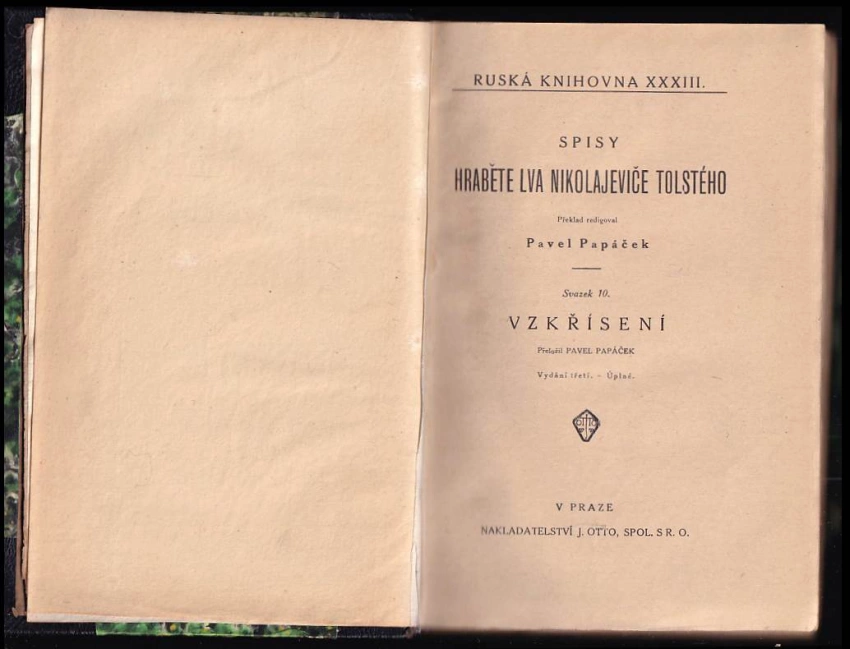 RUSKÁ KNIHOVNA XXXIII.
SPISY
HRABĚTE LVA NIKOLAJEVIČE TOLSTÉHO
Překlad redigoval
Pavel Papáček
Svazek 10.
VZKŘÍSENÍ
Přeložil PAVEL PAPÁČEK
Vydání třetí. – Úplné.
OTTO
V PRAZE
NAKLADATELSTVÍ J. OTTO, SPOL. S R. O.